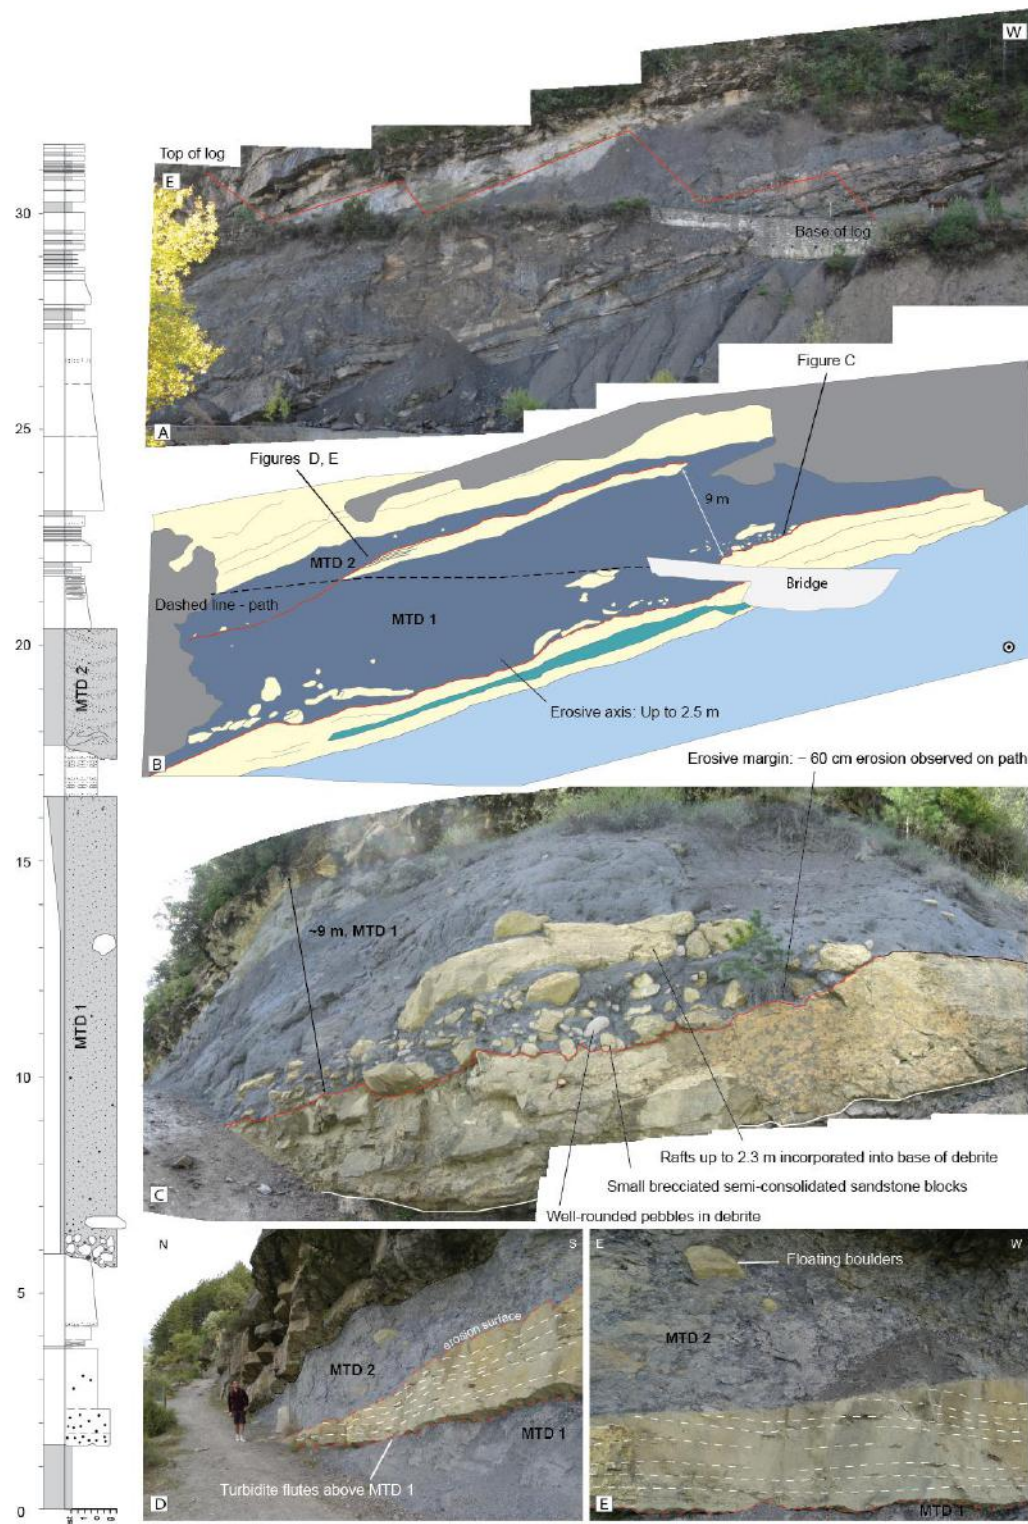 W
Top of log
E
Base of log
A
30
25
20
15
10
5
0
MTD 2
MTD 1
Figure C
Figures D, E
9 m
MTD 2
Dashed line - path
Bridge
MTD 1
Erosive axis: Up to 2.5 m
B
Erosive margin: ~ 60 cm erosion observed on path
~9 m, MTD 1
Rafts up to 2.3 m incorporated into base of debrite
Small brecciated semi-consolidated sandstone blocks
C
Well-rounded pebbles in debrite
N
S
erosion surface
MTD 2
MTD 1
Turbidite flutes above MTD 1
D
E
W
Floating boulders
MTD 2
E
MTD 1